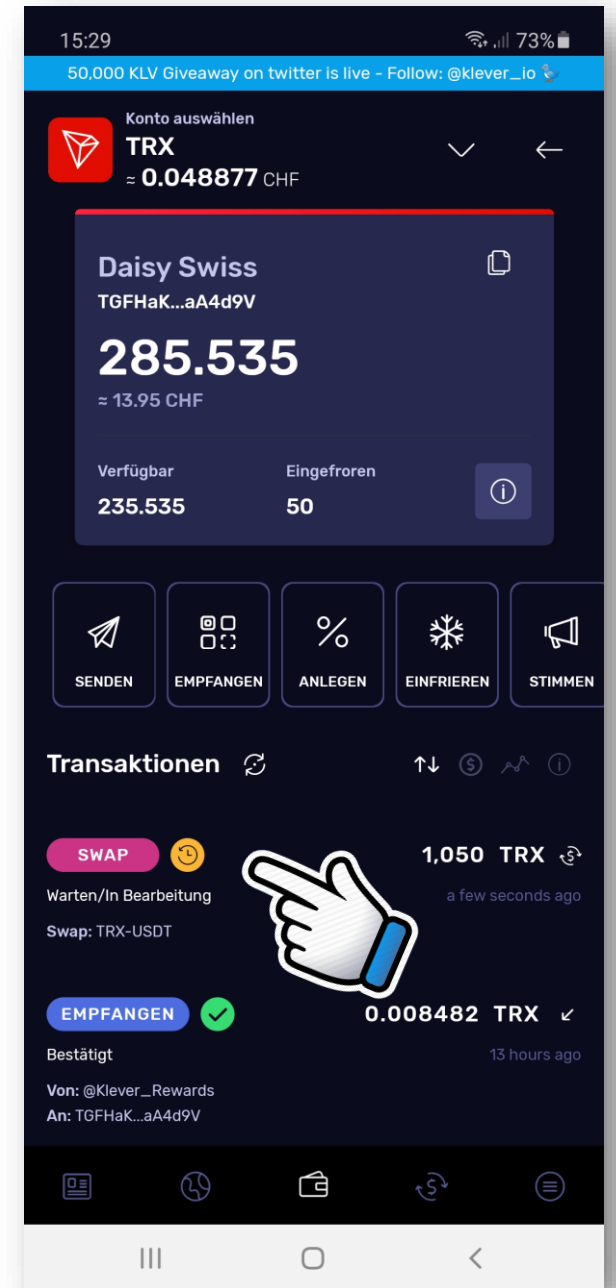 15:29 73%
50,000 KLV Giveaway on twitter is live - Follow: @klever_io
Konto auswählen
TRX
≈ 0.048877 CHF
Daisy Swiss
TGFHaK...aA4d9V
285.535
≈ 13.95 CHF
Verfügbar Eingefroren
235.535 50
SENDEN EMPFANGEN ANLEGEN EINFRIEREN STIMMEN
Transaktionen
SWAP 1,050 TRX
Warten/In Bearbeitung a few seconds ago
Swap: TRX-USDT
EMPFANGEN 0.008482 TRX
Bestätigt 13 hours ago
Von: @Klever_Rewards
An: TGFHaK...aA4d9V